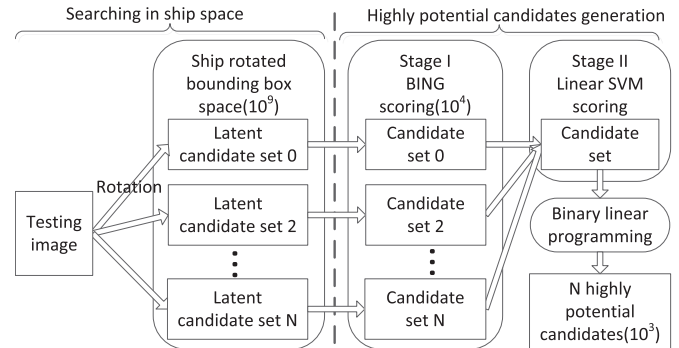 Searching in ship space
Highly potential candidates generation
Ship rotated
bounding box
space(10⁹)
Stage I
BING
scoring(10⁴)
Stage II
Linear SVM
scoring
Latent
candidate set 0
Candidate
set 0
Candidate
set
Rotation
Testing
image
Latent
candidate set 2
Candidate
set 2
Binary linear
programming
Latent
candidate set N
Candidate
set N
N highly
potential
candidates(10³)